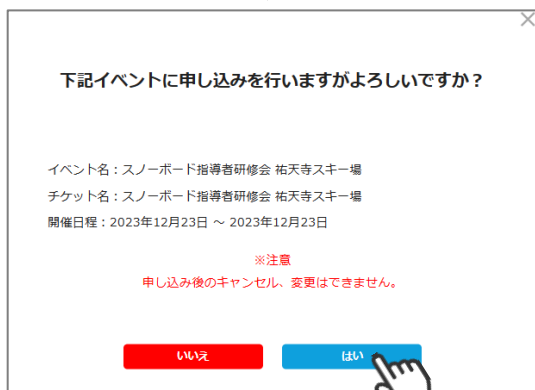 下記イベントに申し込みを行いますがよろしいですか？
イベント名：スノーボード指導者研修会 祐天寺スキー場
チケット名：スノーボード指導者研修会 祐天寺スキー場
開催日程：2023年12月23日 ～ 2023年12月23日
※注意
申し込み後のキャンセル、変更はできません。
いいえ
はい